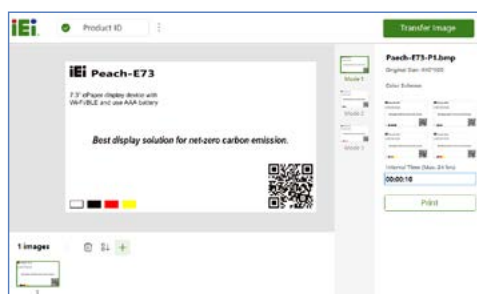 iEi
Product ID
Transfer Image
iEi Peach-E73
7.3" ePaper display device with
Wi-Fi/BLE and use AAA battery
Best display solution for net-zero carbon emission.
Mode 1
Mode 2
Mode 3
Paech-E73-P1.bmp
Color Scheme
Interval Time (Max: 24 hrs)
00:00:10
Print
1 images